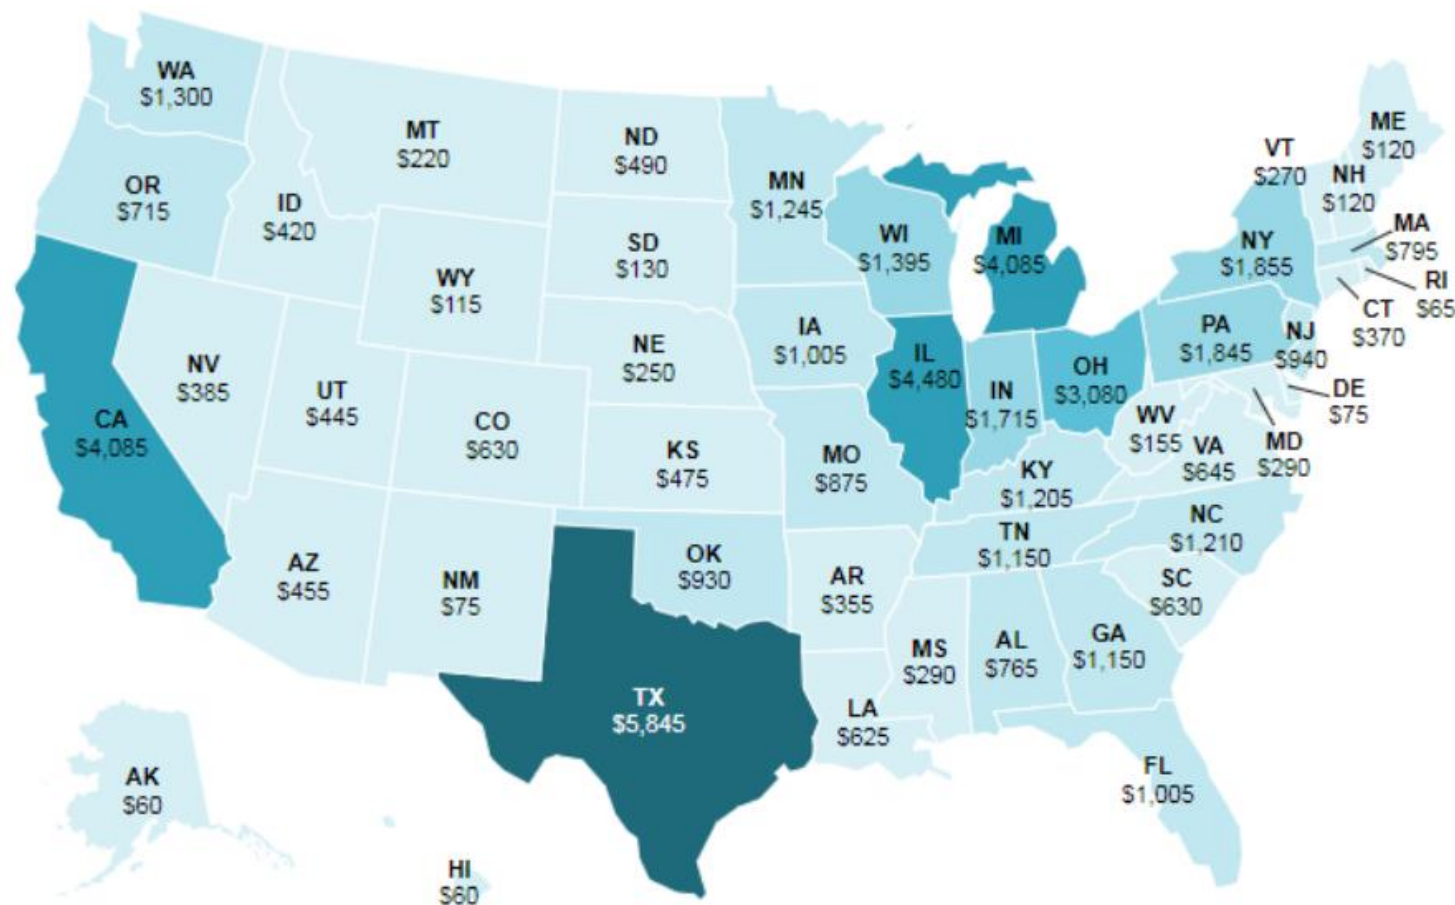 WA
$1,300
MT
$220
ND
$490
MN
$1,245
OR
$715
ID
$420
SD
$130
WY
$115
WI
$1,395
MI
$4,085
VT
$270
ME
$120
NH
$120
NY
$1,855
MA
$795
RI
$65
CT
$370
NV
$385
UT
$445
CO
$630
NE
$250
IA
$1,005
IL
$4,480
IN
$1,715
OH
$3,080
PA
$1,845
NJ
$940
DE
$75
MD
$290
CA
$4,085
KS
$475
MO
$875
KY
$1,205
WV
$155
VA
$645
AZ
$455
NM
$75
OK
$930
AR
$355
TN
$1,150
NC
$1,210
SC
$630
TX
$5,845
LA
$625
MS
$290
AL
$765
GA
$1,150
FL
$1,005
AK
$60
HI
$60